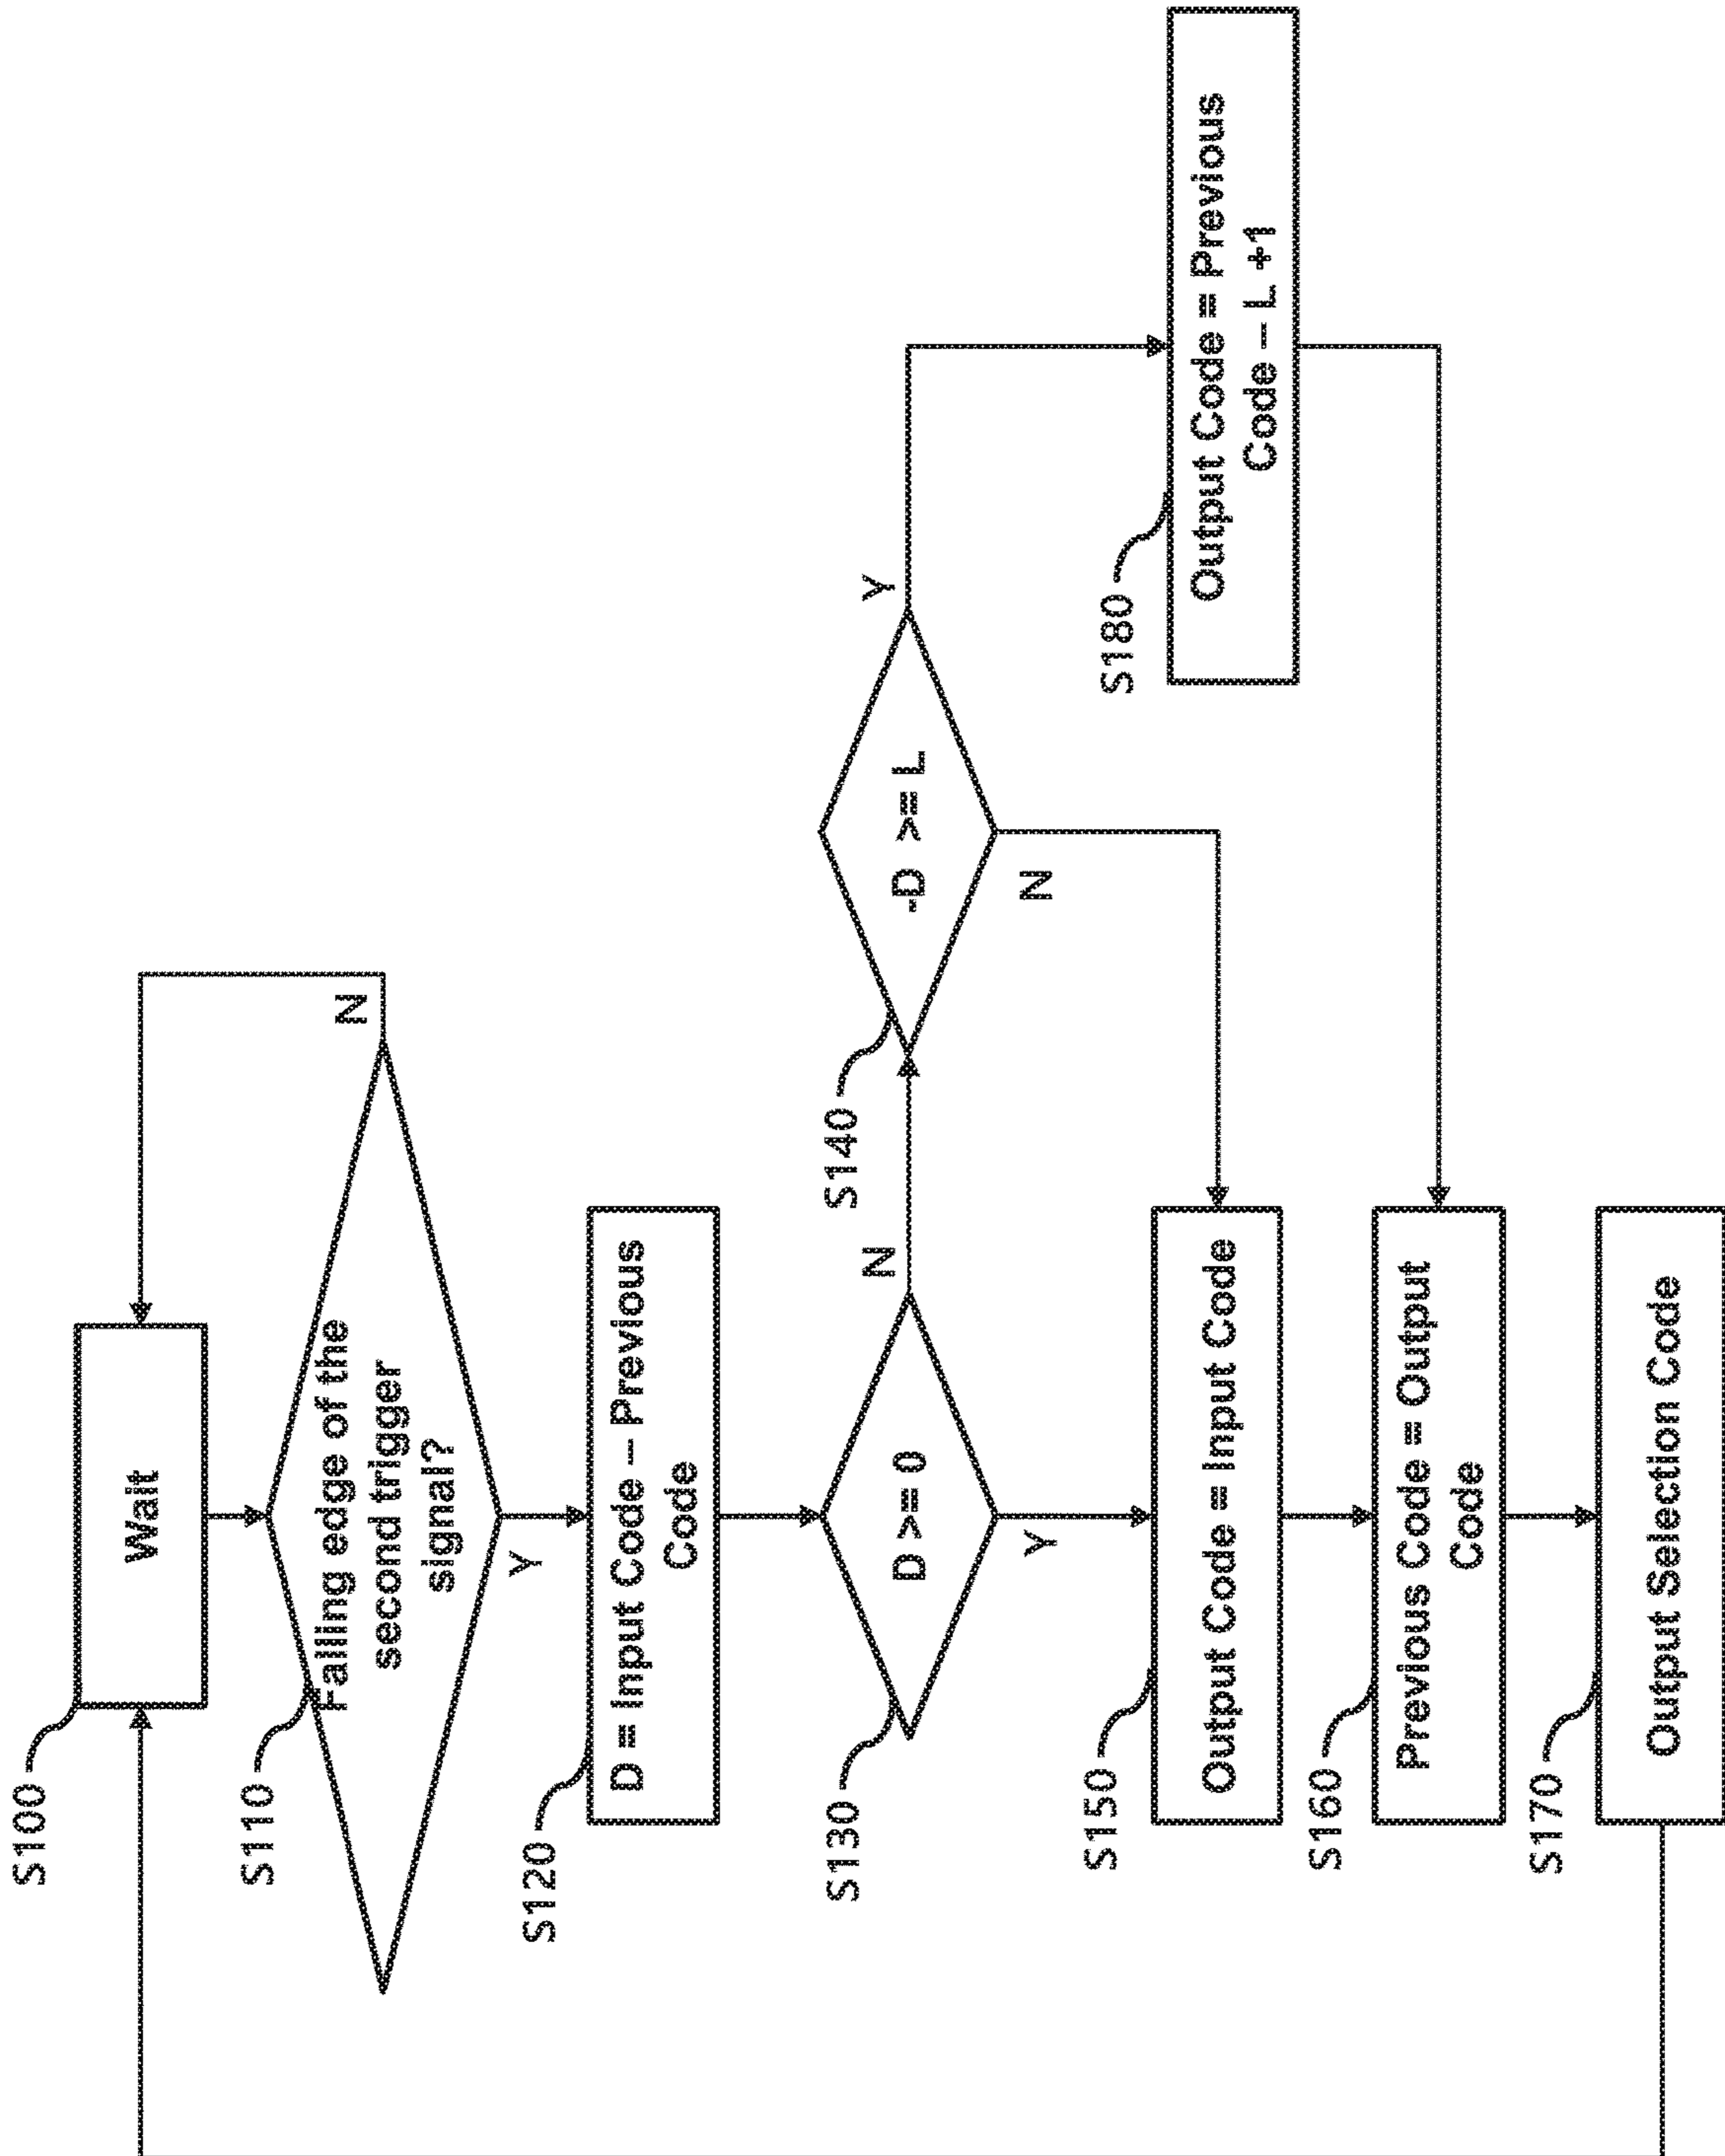 S100
Wait
S110
Falling edge of the
second trigger
signal?
N
Y
S120
D = Input Code – Previous
Code
S130
D >= 0
N
Y
S140
-D >= L
Y
N
S150
Output Code = Input Code
S180
Output Code = Previous
Code – L +1
S160
Previous Code = Output
Code
S170
Output Selection Code